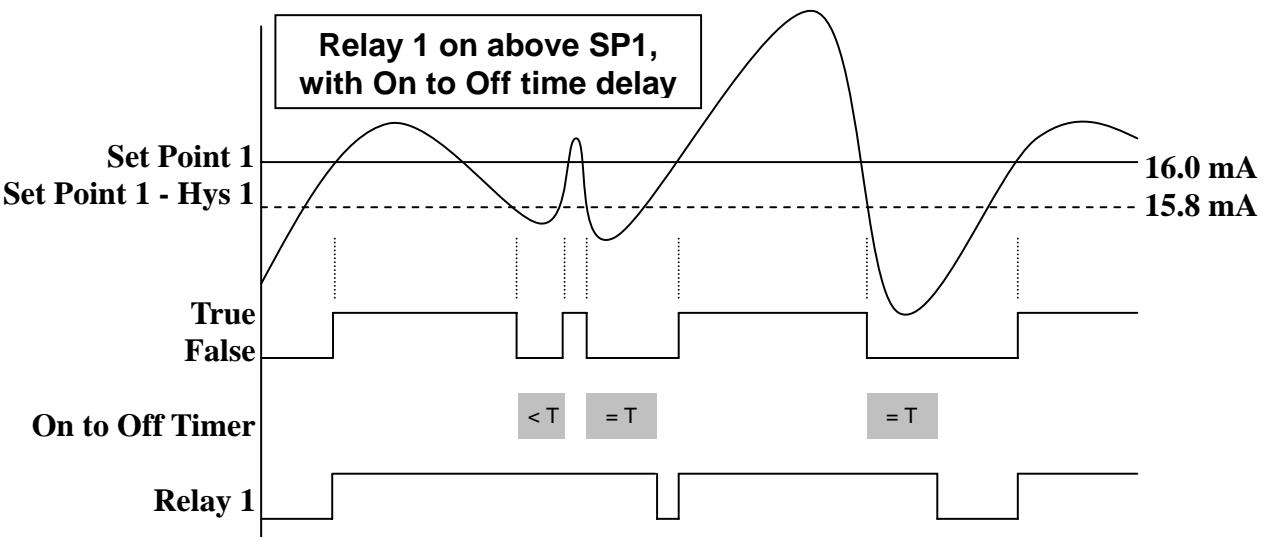 Relay 1 on above SP1,
with On to Off time delay
Set Point 1
16.0 mA
Set Point 1 - Hys 1
15.8 mA
True
False
On to Off Timer
< T
= T
= T
Relay 1